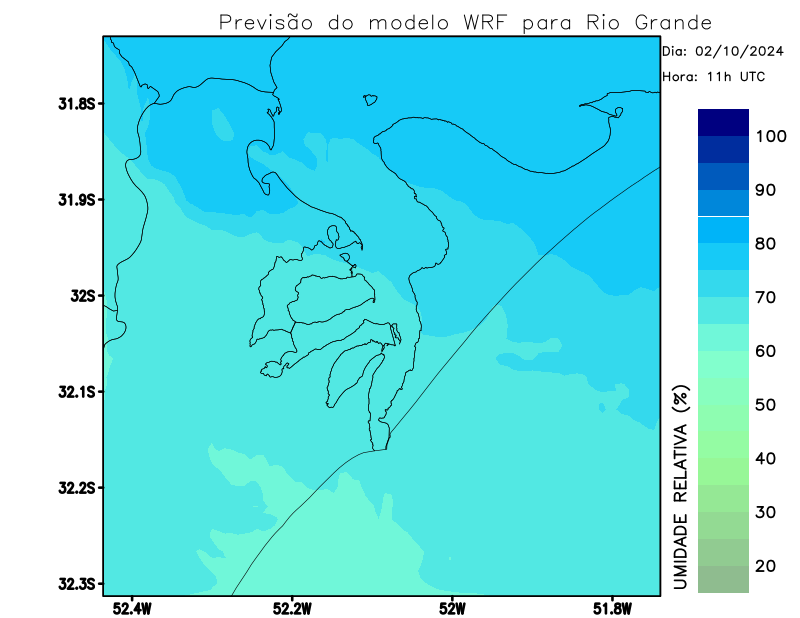 Previsão do modelo WRF para Rio Grande
Dia: 02/10/2024
Hora: 11h UTC
31.8S
31.9S
32S
32.1S
32.2S
32.3S
52.4W 52.2W 52W 51.8W
100
90
80
70
60
50
40
30
20
UMIDADE RELATIVA (%)